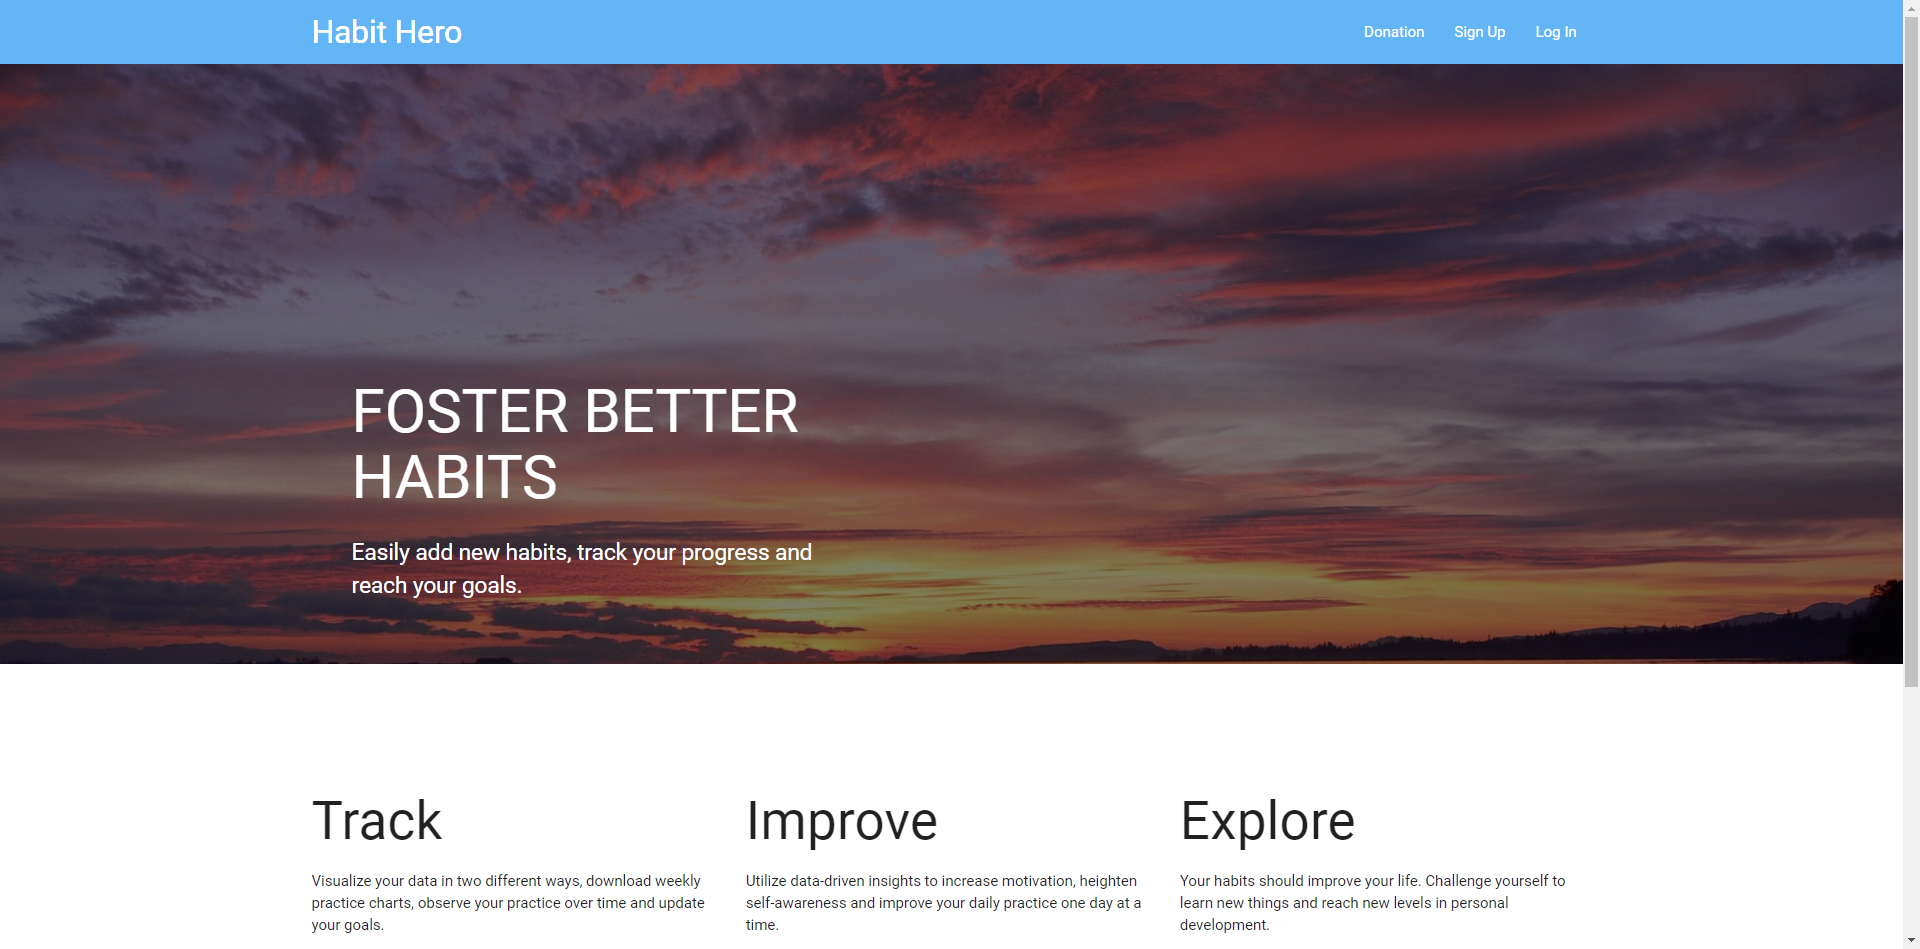 Habit Hero
Donation
Sign Up
Log In
FOSTER BETTER
HABITS
Easily add new habits, track your progress and
reach your goals.
Track
Visualize your data in two different ways, download weekly
practice charts, observe your practice over time and update
your goals.
Improve
Utilize data-driven insights to increase motivation, heighten
self-awareness and improve your daily practice one day at a
time.
Explore
Your habits should improve your life. Challenge yourself to
learn new things and reach new levels in personal
development.